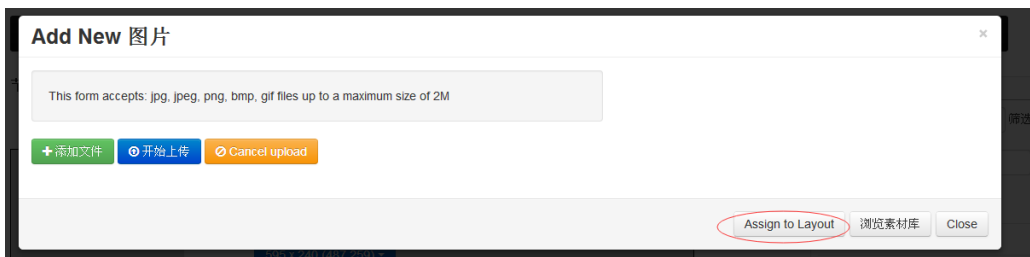 Add New 图片
×
This form accepts: jpg, jpeg, png, bmp, gif files up to a maximum size of 2M
添加文件 开始上传 Cancel upload
筛选
Assign to Layout 浏览素材库 Close